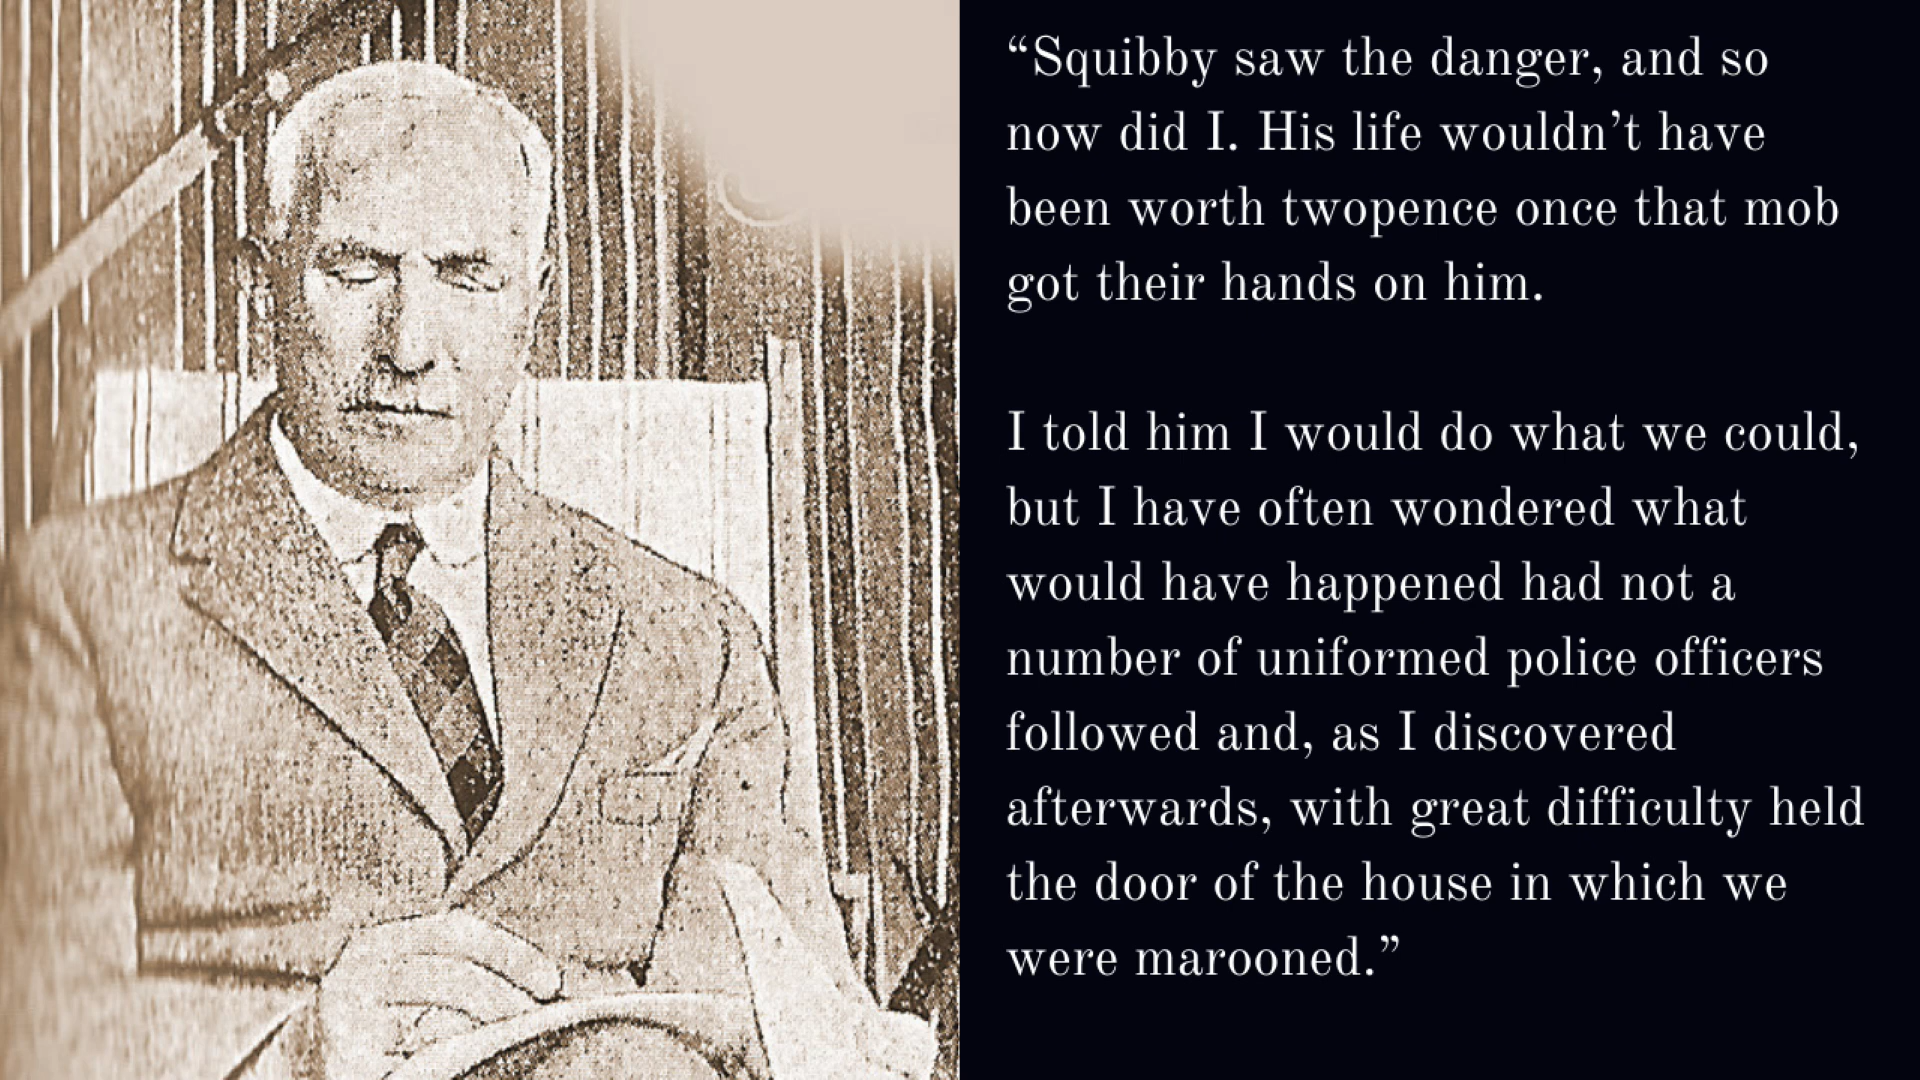 “Squibby saw the danger, and so
now did I. His life wouldn’t have
been worth twopence once that mob
got their hands on him.
I told him I would do what we could,
but I have often wondered what
would have happened had not a
number of uniformed police officers
followed and, as I discovered
afterwards, with great difficulty held
the door of the house in which we
were marooned.”